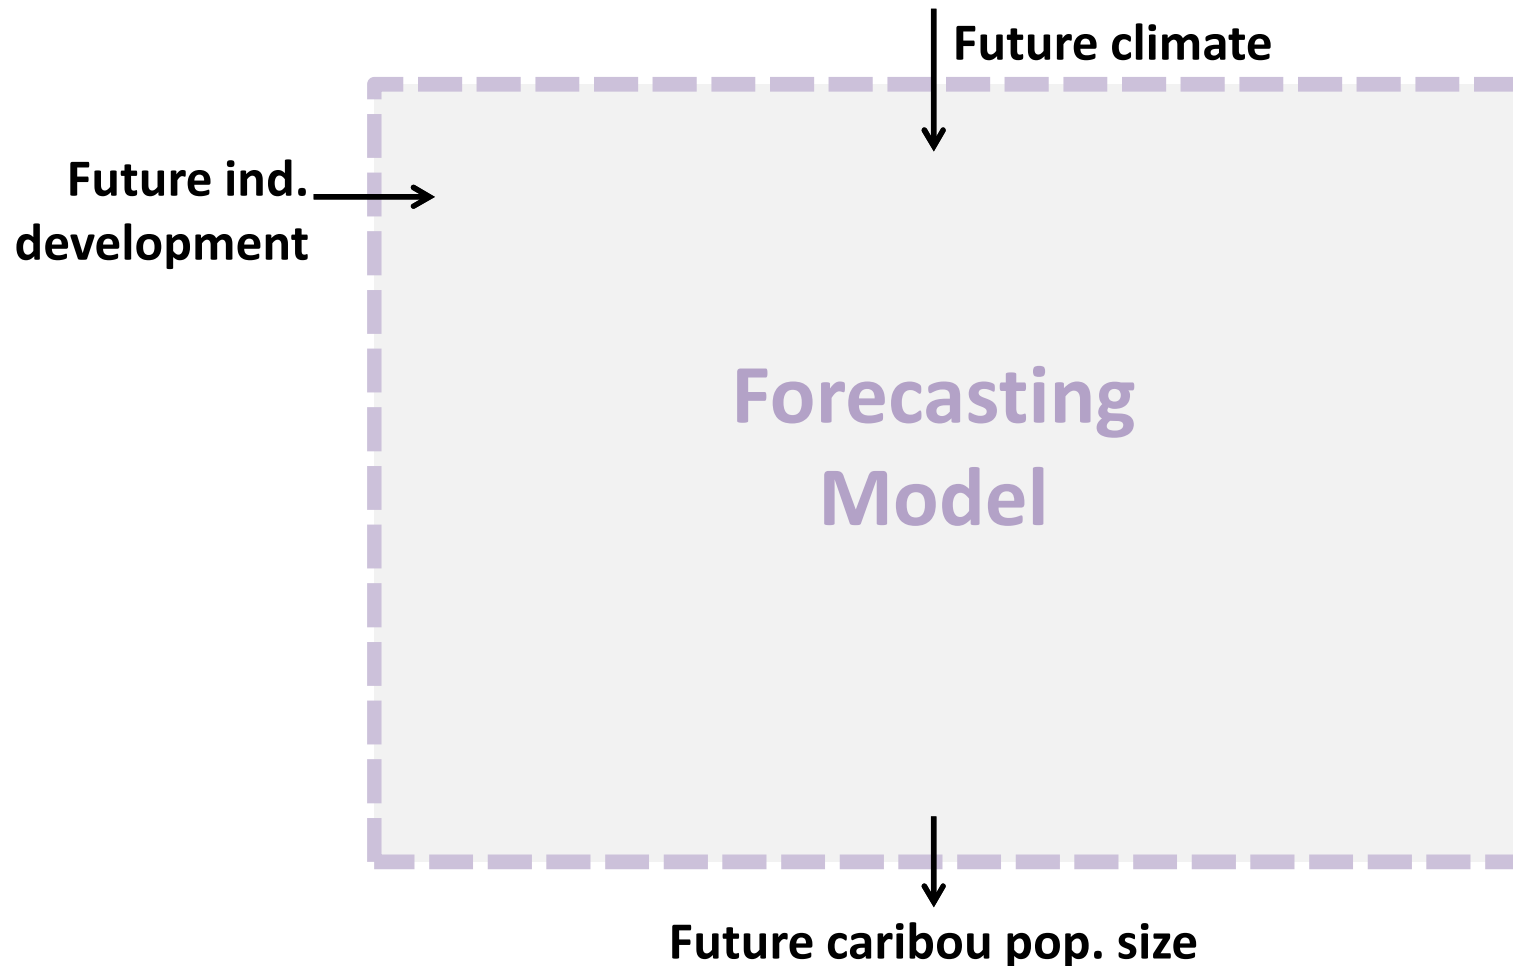 Future climate
Future ind.
development
Forecasting
Model
Future caribou pop. size